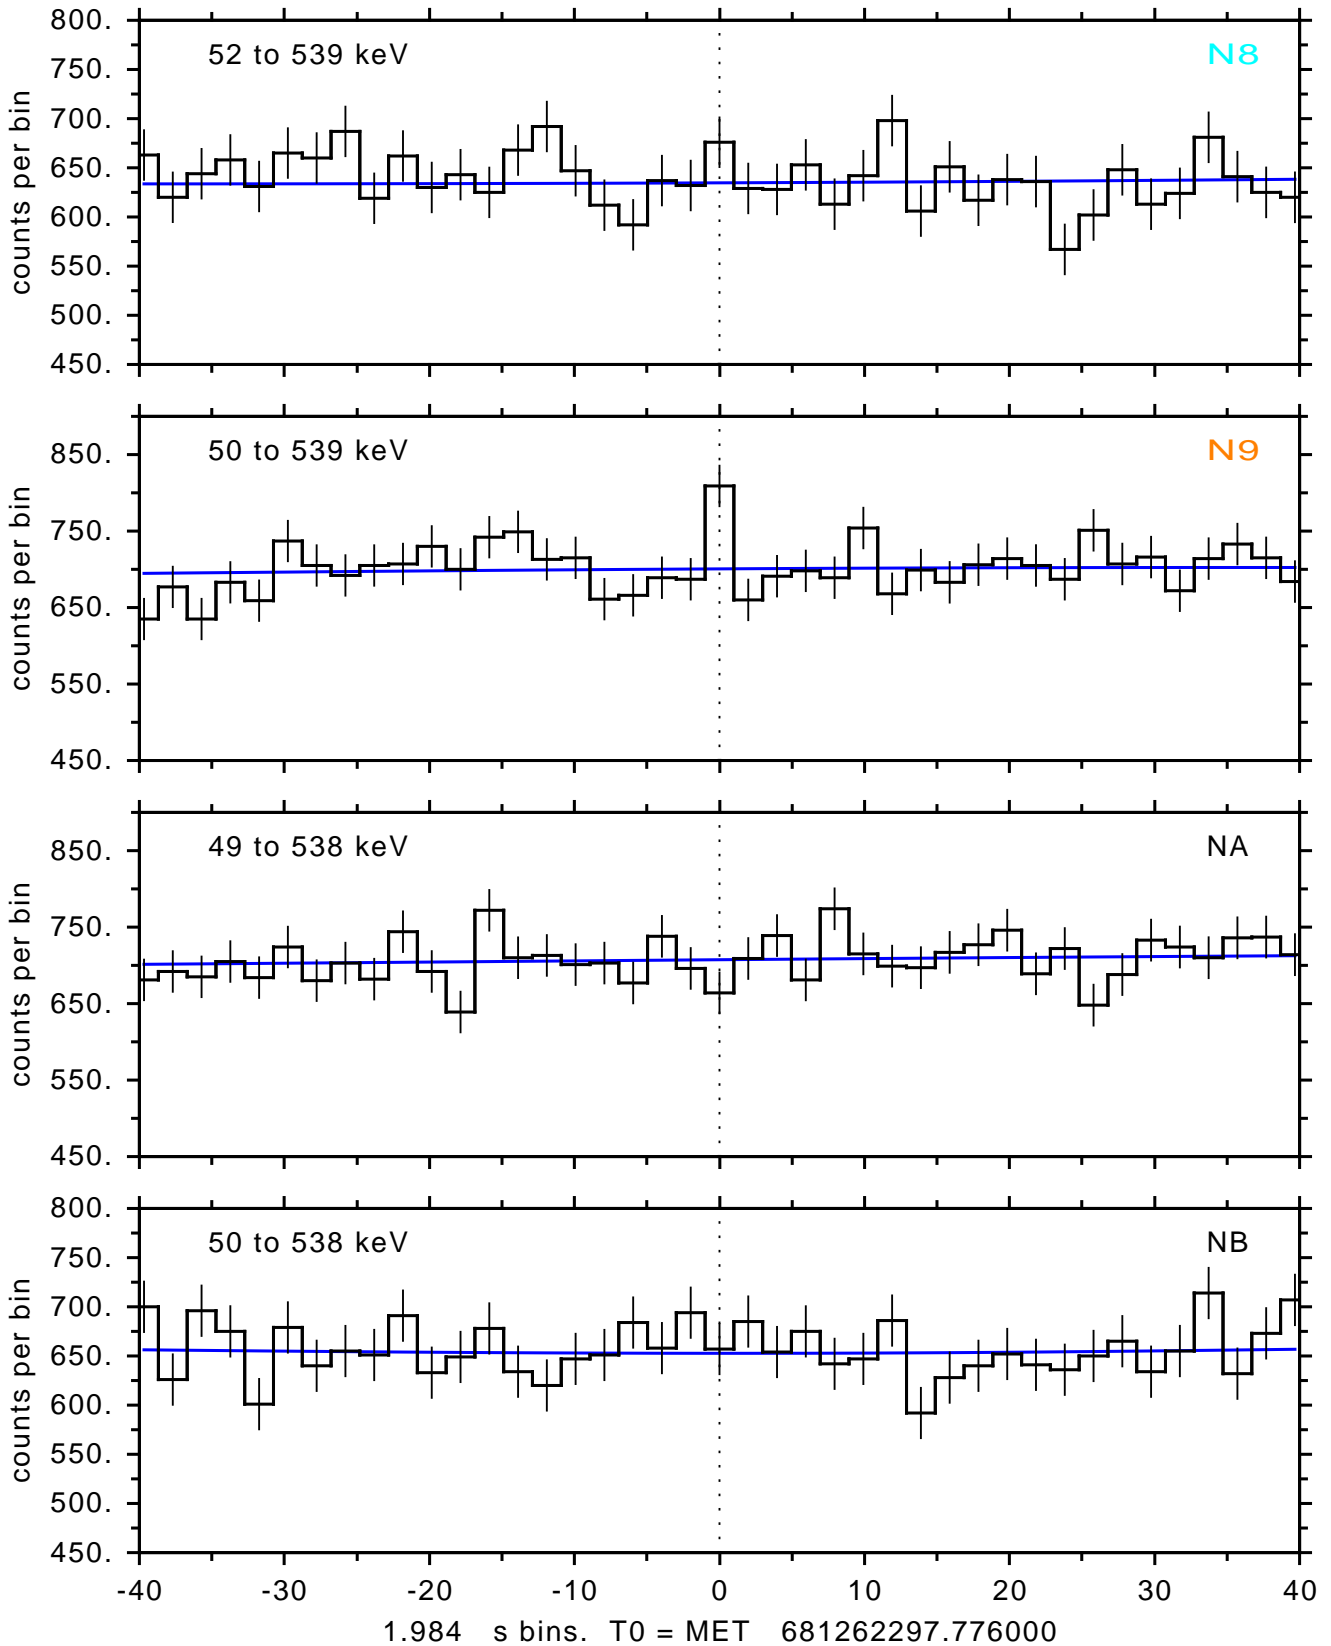 800.
52 to 539 keV N8
750.
700.
650.
600.
550.
500.
450.
counts per bin
50 to 539 keV N9
850.
750.
650.
550.
450.
counts per bin
49 to 538 keV NA
850.
750.
650.
550.
450.
counts per bin
800.
50 to 538 keV NB
750.
700.
650.
600.
550.
500.
450.
counts per bin
-40 -30 -20 -10 0 10 20 30 40
1.984 s bins. T0 = MET 681262297.776000